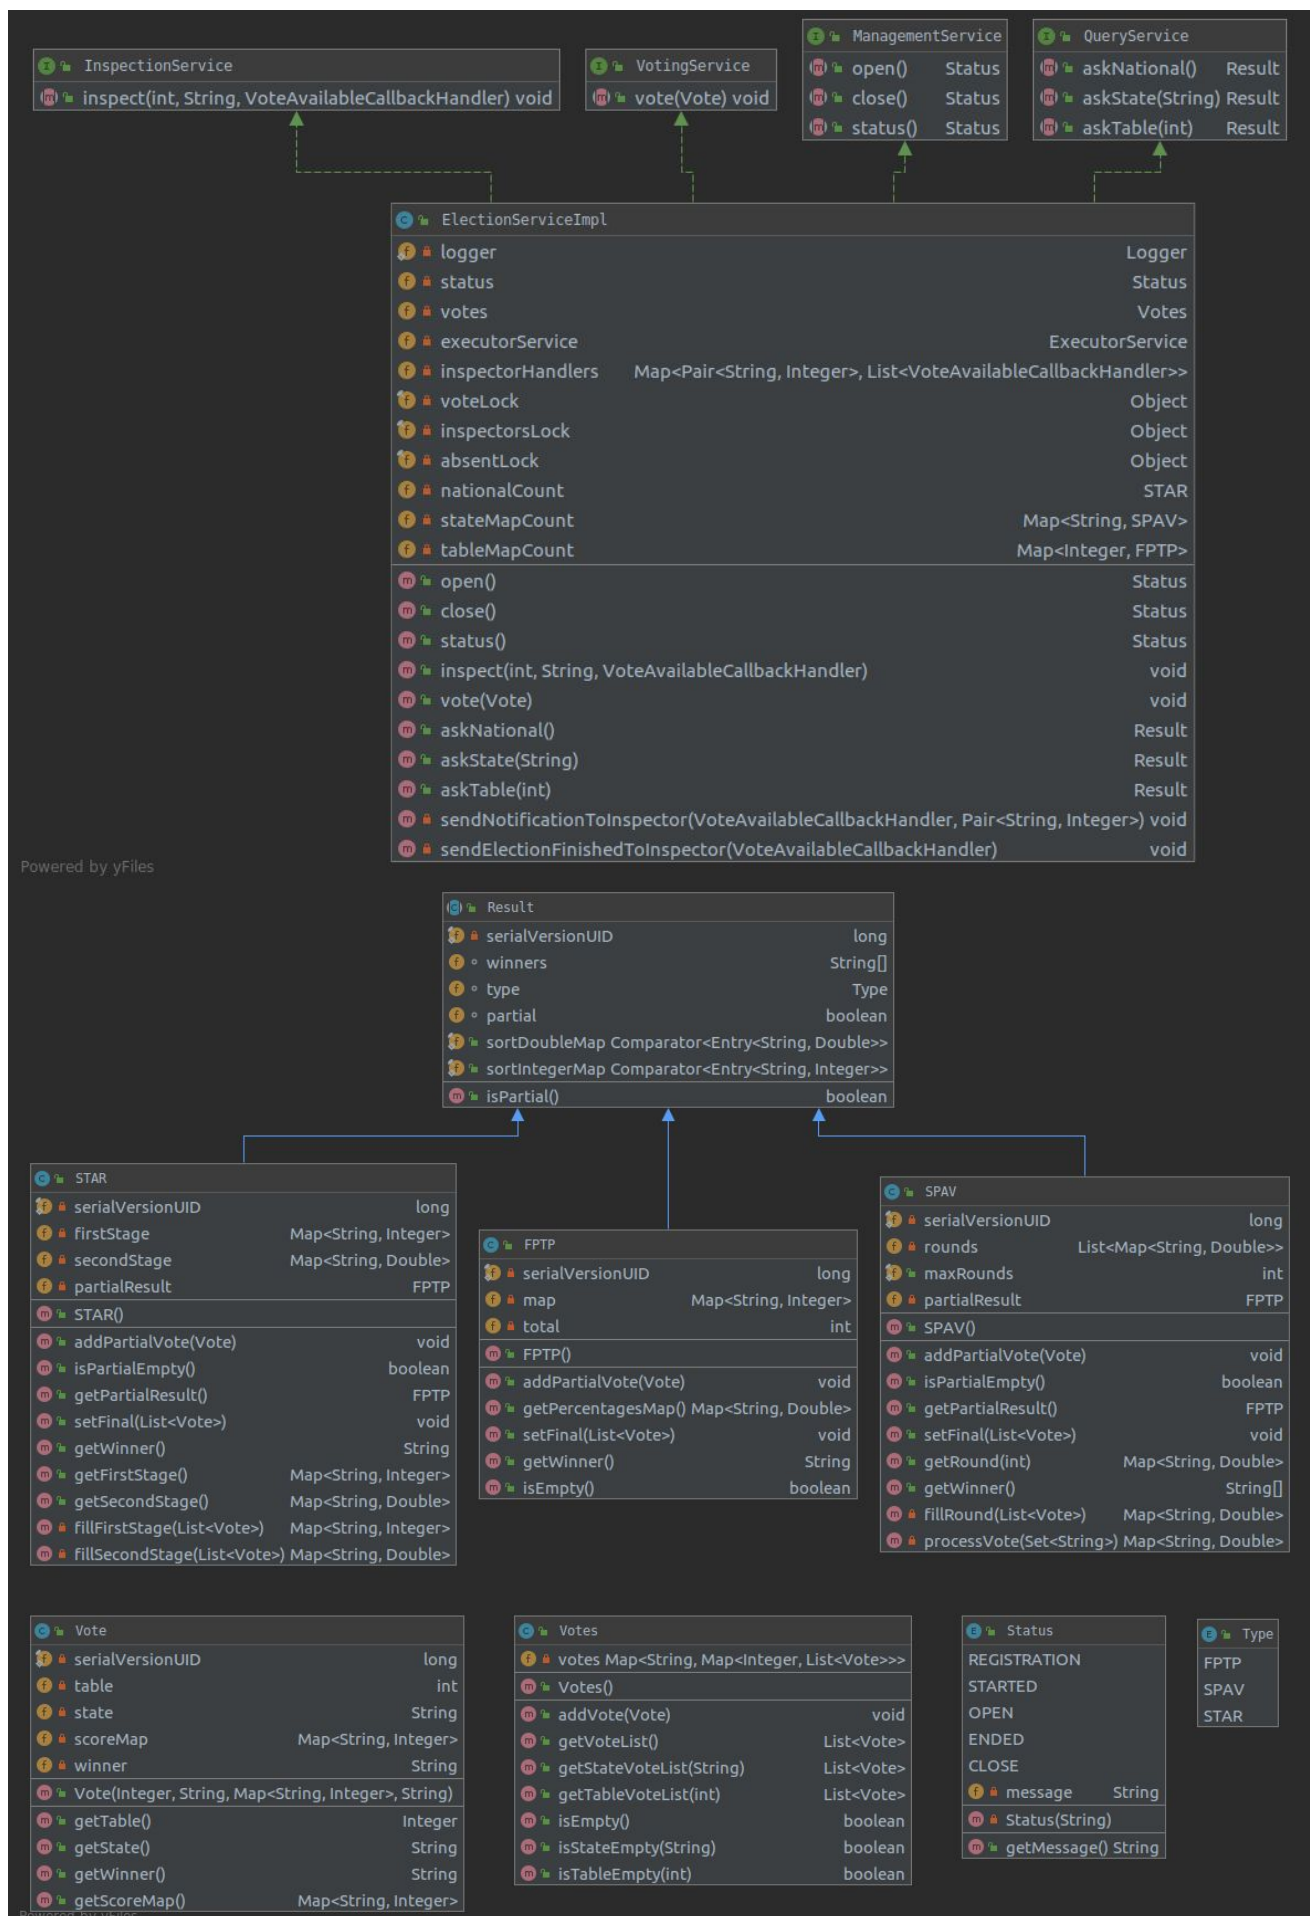 InspectionService
inspect(int, String, VoteAvailableCallbackHandler) void
VotingService
vote(Vote) void
ManagementService
open() Status
close() Status
status() Status
QueryService
askNational() Result
askState(String) Result
askTable(int) Result
ElectionServiceImpl
logger Logger
status Status
votes Votes
executorService ExecutorService
inspectorHandlers Map<Pair<String, Integer>, List<VoteAvailableCallbackHandler>>
voteLock Object
inspectorsLock Object
absentLock Object
nationalCount STAR
stateMapCount Map<String, SPAV>
tableMapCount Map<Integer, FPTP>
open() Status
close() Status
status() Status
inspect(int, String, VoteAvailableCallbackHandler) void
vote(Vote) void
askNational() Result
askState(String) Result
askTable(int) Result
sendNotificationToInspector(VoteAvailableCallbackHandler, Pair<String, Integer>) void
sendElectionFinishedToInspector(VoteAvailableCallbackHandler) void
Powered by yFiles
Result
serialVersionUID long
winners String[]
type Type
partial boolean
sortDoubleMap Comparator<Entry<String, Double>>
sortIntegerMap Comparator<Entry<String, Integer>>
isPartial() boolean
STAR
serialVersionUID long
firstStage Map<String, Integer>
secondStage Map<String, Double>
partialResult FPTP
STAR()
addPartialVote(Vote) void
isPartialEmpty() boolean
getPartialResult() FPTP
setFinal(List<Vote>) void
getWinner() String
getFirstStage() Map<String, Integer>
getSecondStage() Map<String, Double>
fillFirstStage(List<Vote>) Map<String, Integer>
fillSecondStage(List<Vote>) Map<String, Double>
FPTP
serialVersionUID long
map Map<String, Integer>
total int
FPTP()
addPartialVote(Vote) void
getPercentagesMap() Map<String, Double>
setFinal(List<Vote>) void
getWinner() String
isEmpty() boolean
SPAV
serialVersionUID long
rounds List<Map<String, Double>>
maxRounds int
partialResult FPTP
SPAV()
addPartialVote(Vote) void
isPartialEmpty() boolean
getPartialResult() FPTP
setFinal(List<Vote>) void
getRound(int) Map<String, Double>
getWinner() String[]
fillRound(List<Vote>) Map<String, Double>
processVote(Set<String>) Map<String, Double>
Vote
serialVersionUID long
table int
state String
scoreMap Map<String, Integer>
winner String
Vote(Integer, String, Map<String, Integer>, String)
getTable() Integer
getState() String
getWinner() String
getScoreMap() Map<String, Integer>
Powered by yFiles
Votes
votes Map<String, Map<Integer, List<Vote>>>
Votes()
addVote(Vote) void
getVoteList() List<Vote>
getStateVoteList(String) List<Vote>
getTableVoteList(int) List<Vote>
isEmpty() boolean
isStateEmpty(String) boolean
isTableEmpty(int) boolean
Status
REGISTRATION
STARTED
OPEN
ENDED
CLOSE
message String
Status(String)
getMessage() String
Type
FPTP
SPAV
STAR